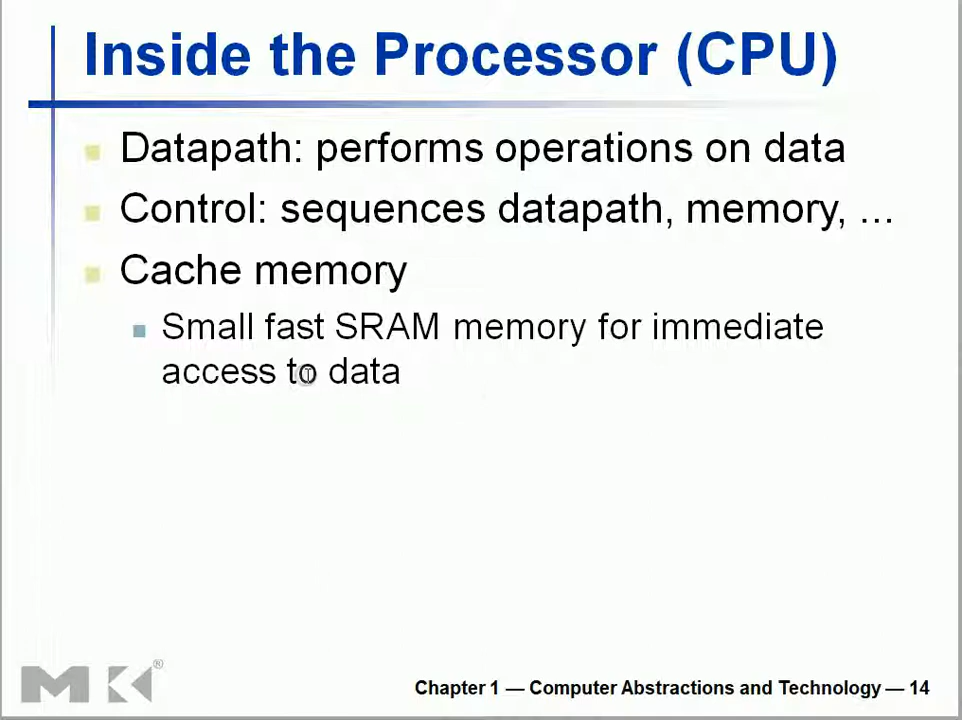 Inside the Processor (CPU)
Datapath: performs operations on data
Control: sequences datapath, memory, ...
Cache memory
Small fast SRAM memory for immediate
access to data
MK®
Chapter 1 — Computer Abstractions and Technology — 14